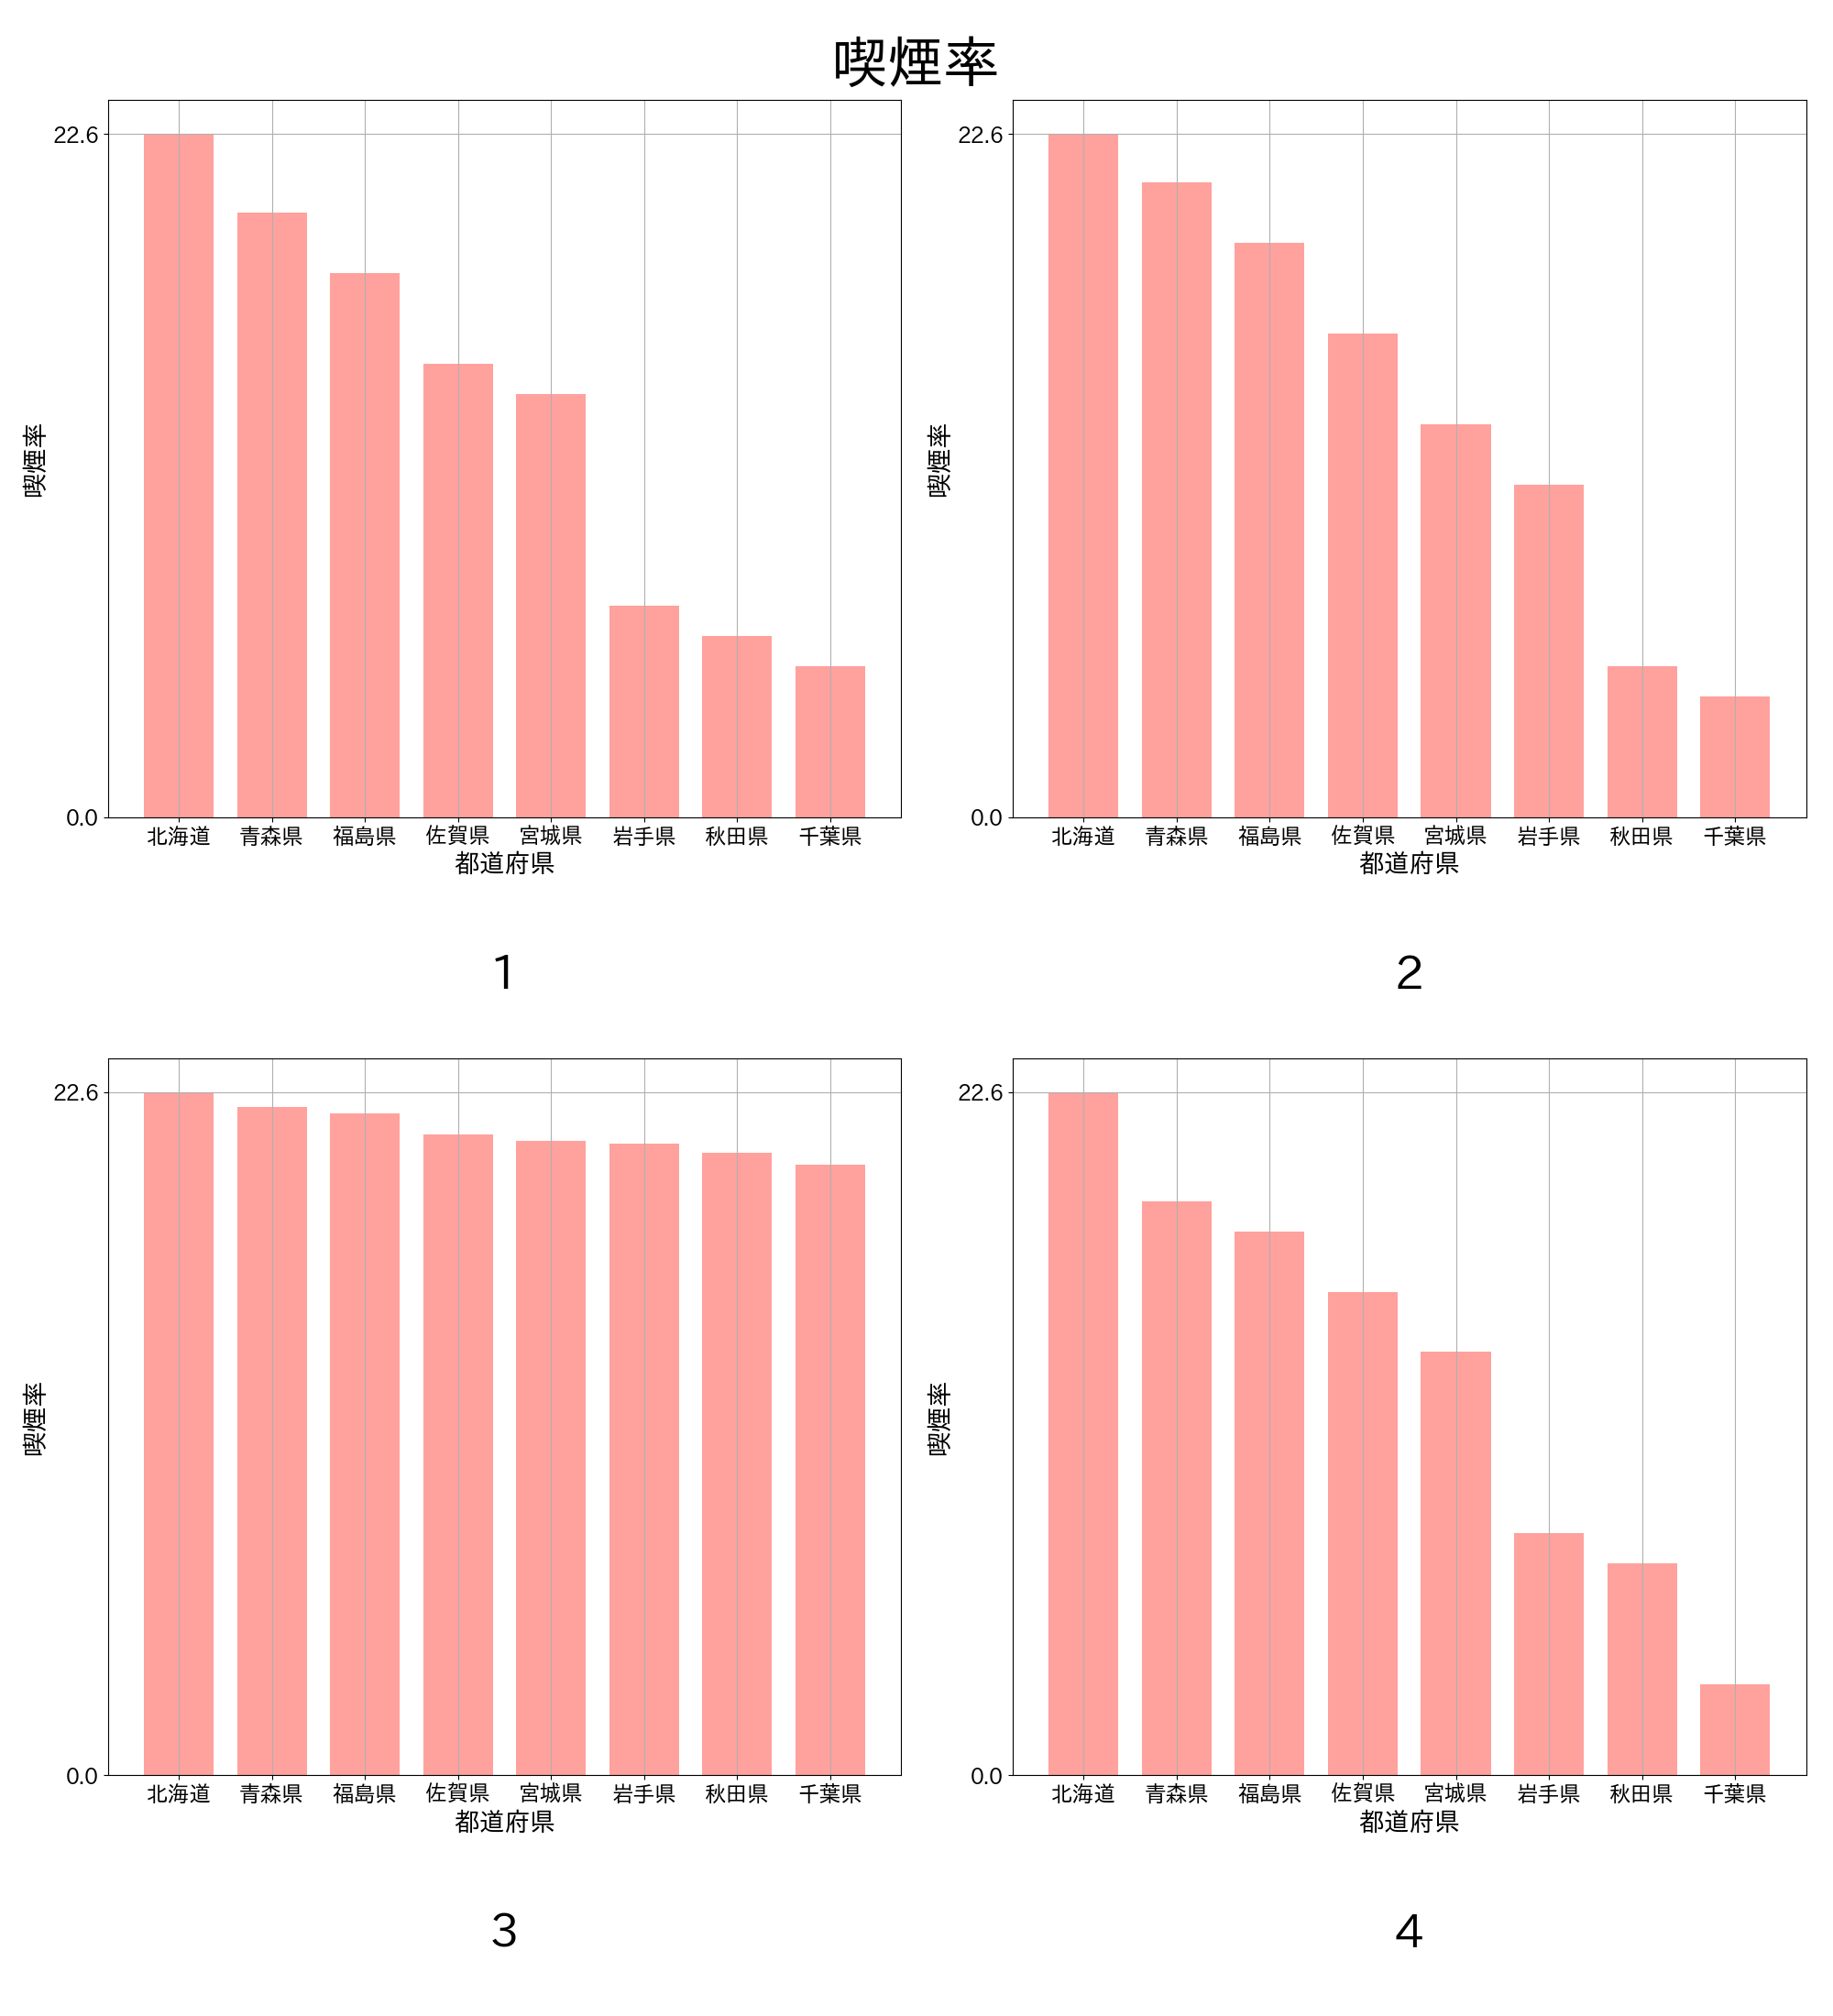 喫煙率
22.6
0.0
喫煙率
北海道 青森県 福島県 佐賀県 宮城県 岩手県 秋田県 千葉県
都道府県
1
22.6
0.0
喫煙率
北海道 青森県 福島県 佐賀県 宮城県 岩手県 秋田県 千葉県
都道府県
2
22.6
0.0
喫煙率
北海道 青森県 福島県 佐賀県 宮城県 岩手県 秋田県 千葉県
都道府県
3
22.6
0.0
喫煙率
北海道 青森県 福島県 佐賀県 宮城県 岩手県 秋田県 千葉県
都道府県
4